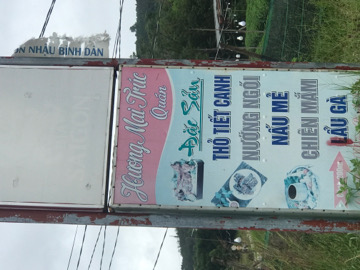 N NHẬU BÌNH DÂN
Hương Mai Trúc
Quán
Đặc Sản
THỎ TIẾT CANH
NƯỚNG NGÓI
NẤU MẺ
CHIÊN MẮM
LẨU GÀ